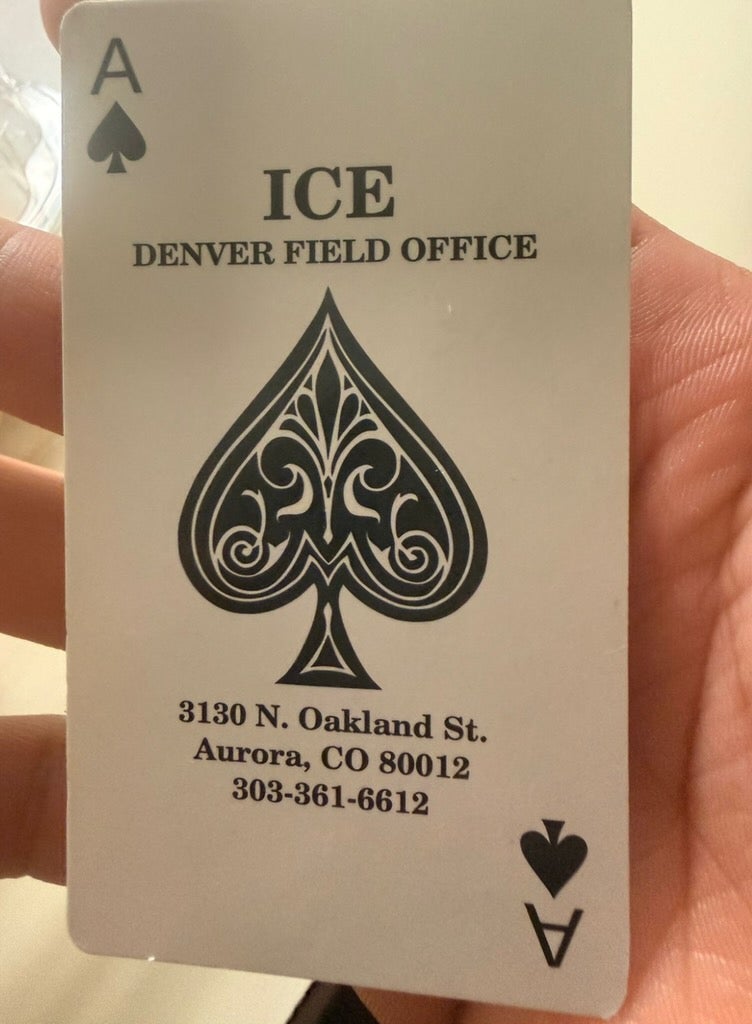 A
ICE
DENVER FIELD OFFICE
3130 N. Oakland St.
Aurora, CO 80012
303-361-6612
A